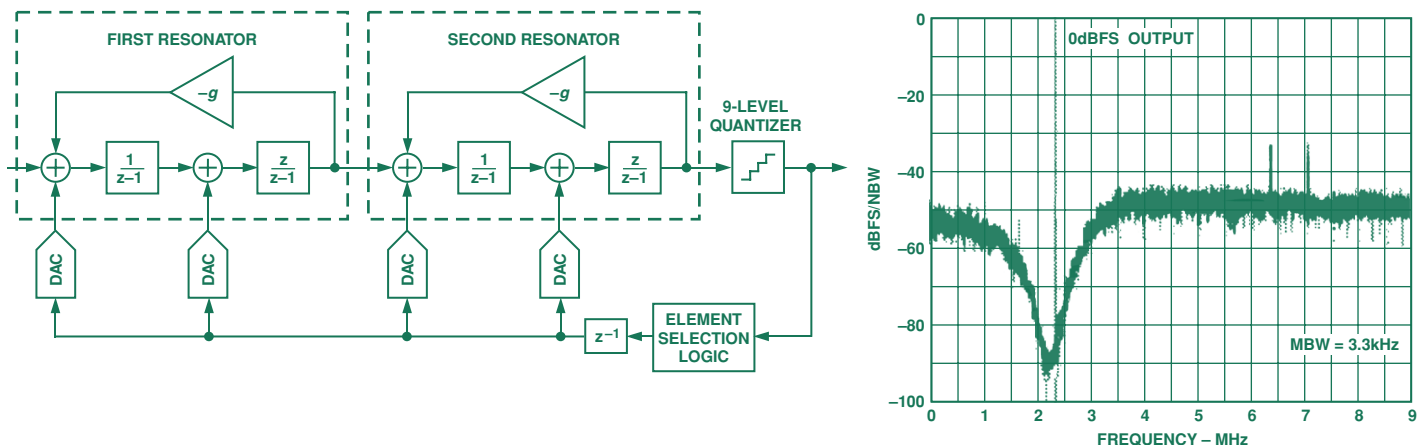 FIRST RESONATOR
SECOND RESONATOR
–g
–g
9-LEVEL
QUANTIZER
1
z–1
z
z–1
1
z–1
z
z–1
DAC
DAC
DAC
DAC
z–1
ELEMENT
SELECTION
LOGIC
0dBFS OUTPUT
0
–20
–40
–60
–80
–100
dBFS/NBW
MBW = 3.3kHz
0 1 2 3 4 5 6 7 8 9
FREQUENCY – MHz